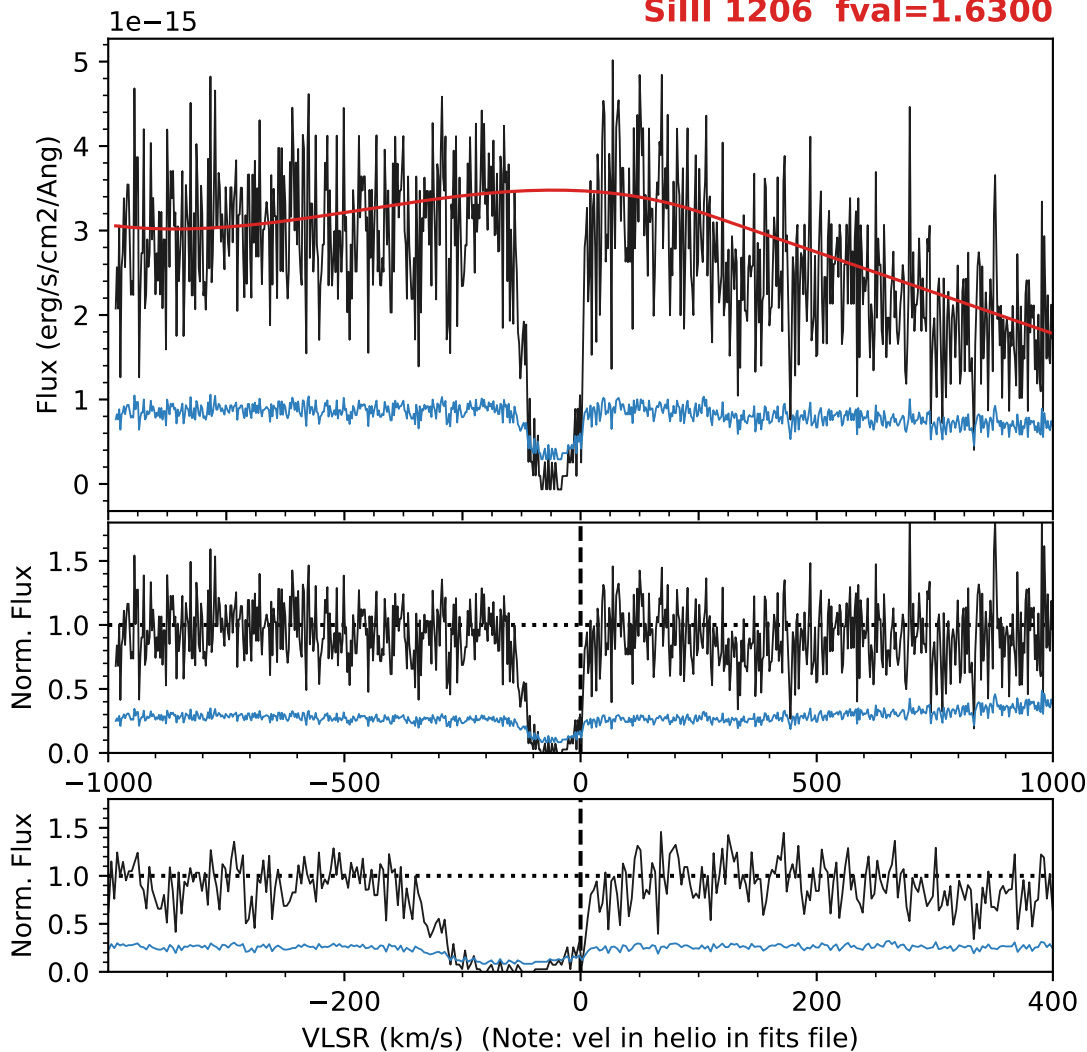 SiIII 1206 fval=1.6300
1e−15
5
4
3
2
1
0
Flux (erg/s/cm2/Ang)
1.5
1.0
0.5
0.0
Norm. Flux
−1000 −500 0 500 1000
1.5
1.0
0.5
0.0
Norm. Flux
−200 0 200 400
VLSR (km/s) (Note: vel in helio in fits file)